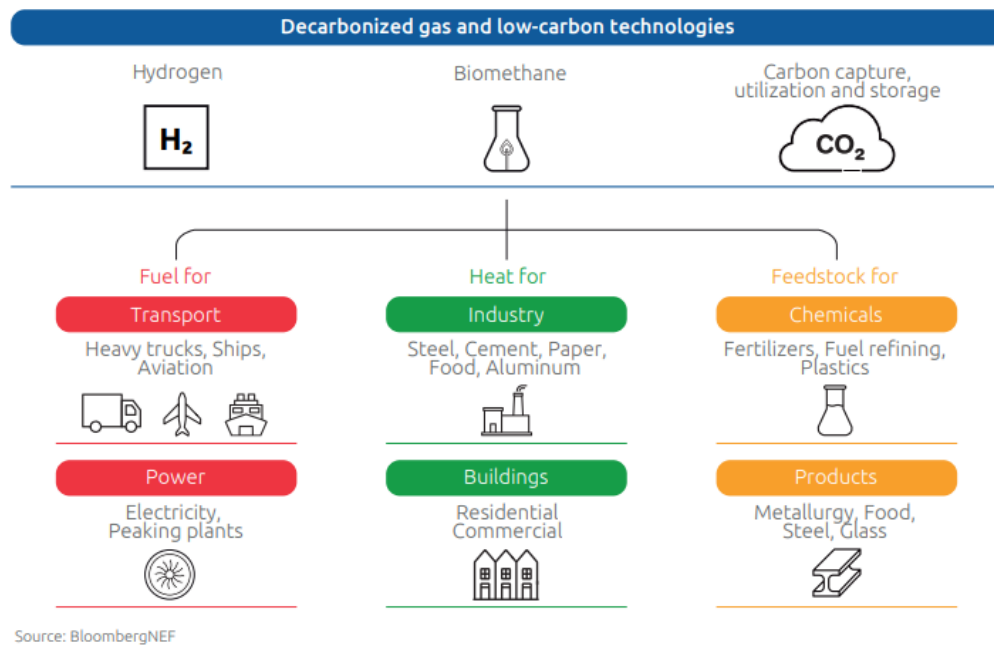 Decarbonized gas and low-carbon technologies
Hydrogen
H₂
Biomethane
Carbon capture,
utilization and storage
CO₂
Fuel for
Transport
Heavy trucks, Ships,
Aviation
Power
Electricity,
Peaking plants
Heat for
Industry
Steel, Cement, Paper,
Food, Aluminum
Buildings
Residential
Commercial
Feedstock for
Chemicals
Fertilizers, Fuel refining,
Plastics
Products
Metallurgy, Food,
Steel, Glass
Source: BloombergNEF